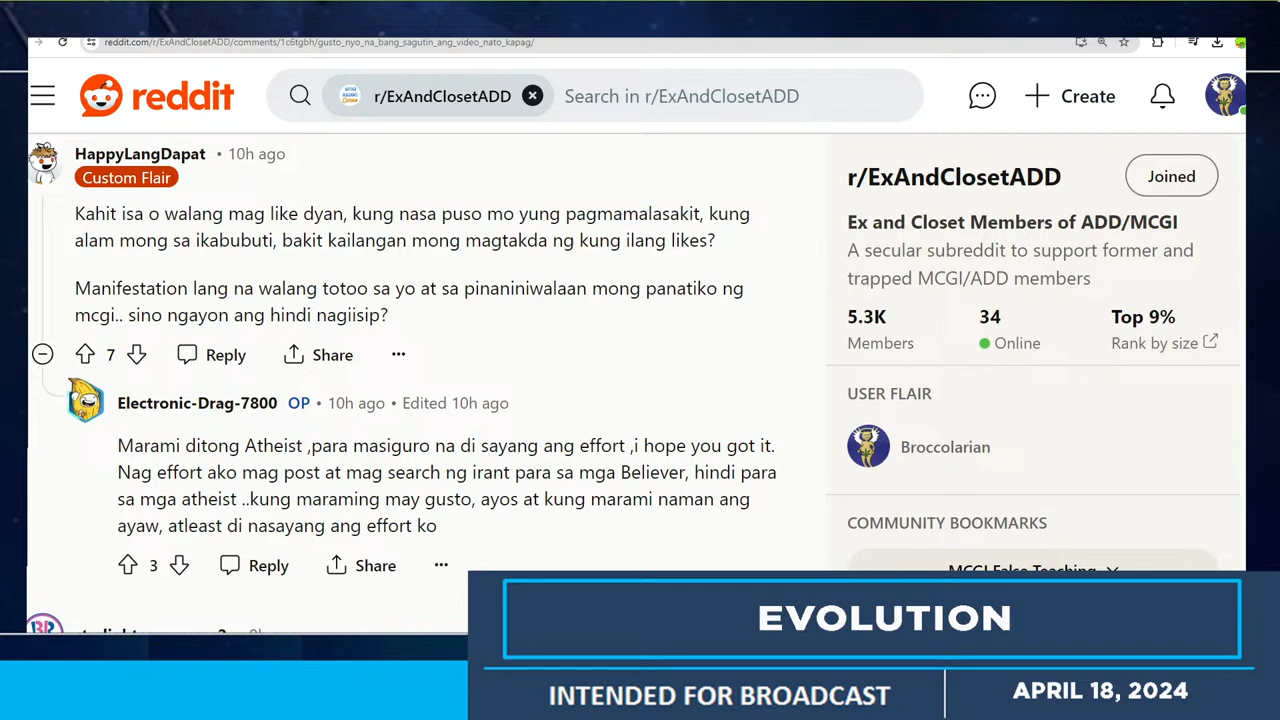 reddit.com/r/ExAndClosetADD/comments/1c6tgbh/gusto_nyo_na_bang_sagutin_ang_video_nato_kapag/
reddit
r/ExAndClosetADD
Search in r/ExAndClosetADD
Create
HappyLangDapat • 10h ago
Custom Flair
Kahit isa o walang mag like dyan, kung nasa puso mo yung pagmamalasakit, kung
alam mong sa ikabubuti, bakit kailangan mong magtakda ng kung ilang likes?
Manifestation lang na walang totoo sa yo at sa pinaniniwalaan mong panatiko ng
mcgi.. sino ngayon ang hindi nagiisip?
7 Reply Share •••
Electronic-Drag-7800 OP • 10h ago • Edited 10h ago
Marami ditong Atheist ,para masiguro na di sayang ang effort ,i hope you got it.
Nag effort ako mag post at mag search ng irant para sa mga Believer, hindi para
sa mga atheist ..kung maraming may gusto, ayos at kung marami naman ang
ayaw, atleast di nasayang ang effort ko
3 Reply Share •••
r/ExAndClosetADD
Joined
Ex and Closet Members of ADD/MCGI
A secular subreddit to support former and
trapped MCGI/ADD members
5.3K 34 Top 9%
Members Online Rank by size
USER FLAIR
Broccolarian
COMMUNITY BOOKMARKS
MCGI False Teaching
EVOLUTION
INTENDED FOR BROADCAST
APRIL 18, 2024